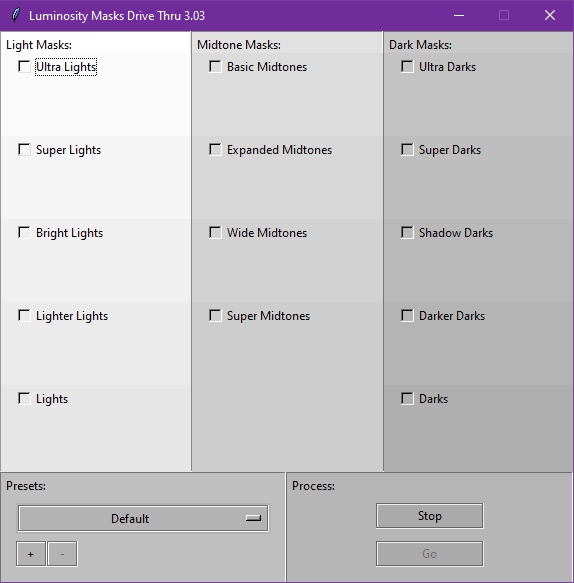 Luminosity Masks Drive Thru 3.03
Light Masks:
Ultra Lights
Super Lights
Bright Lights
Lighter Lights
Lights
Midtone Masks:
Basic Midtones
Expanded Midtones
Wide Midtones
Super Midtones
Dark Masks:
Ultra Darks
Super Darks
Shadow Darks
Darker Darks
Darks
Presets:
Default
+ -
Process:
Stop
Go